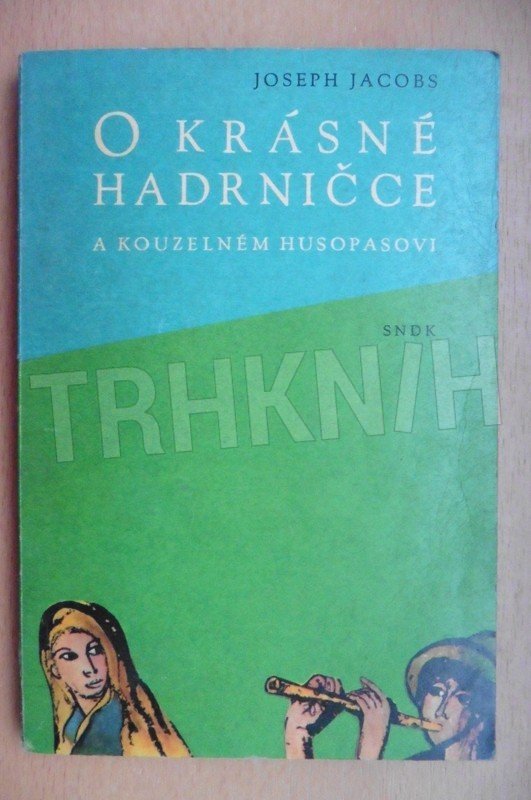 JOSEPH JACOBS
O KRÁSNÉ
HADRNIČCE
A KOUZELNÉM HUSOPASOVI
SNDK
TRHKNIH